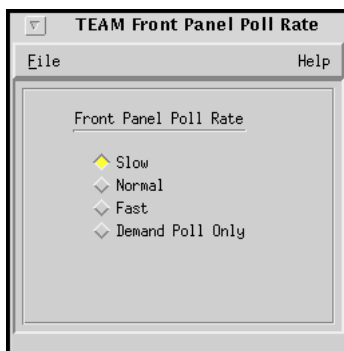 TEAM Front Panel Poll Rate
File Help
Front Panel Poll Rate
Slow
Normal
Fast
Demand Poll Only